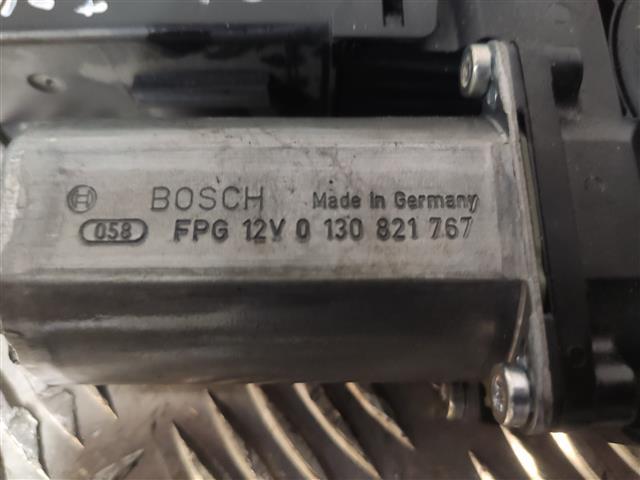 BOSCH Made in Germany
058 FPG 12V 0 130 821 767